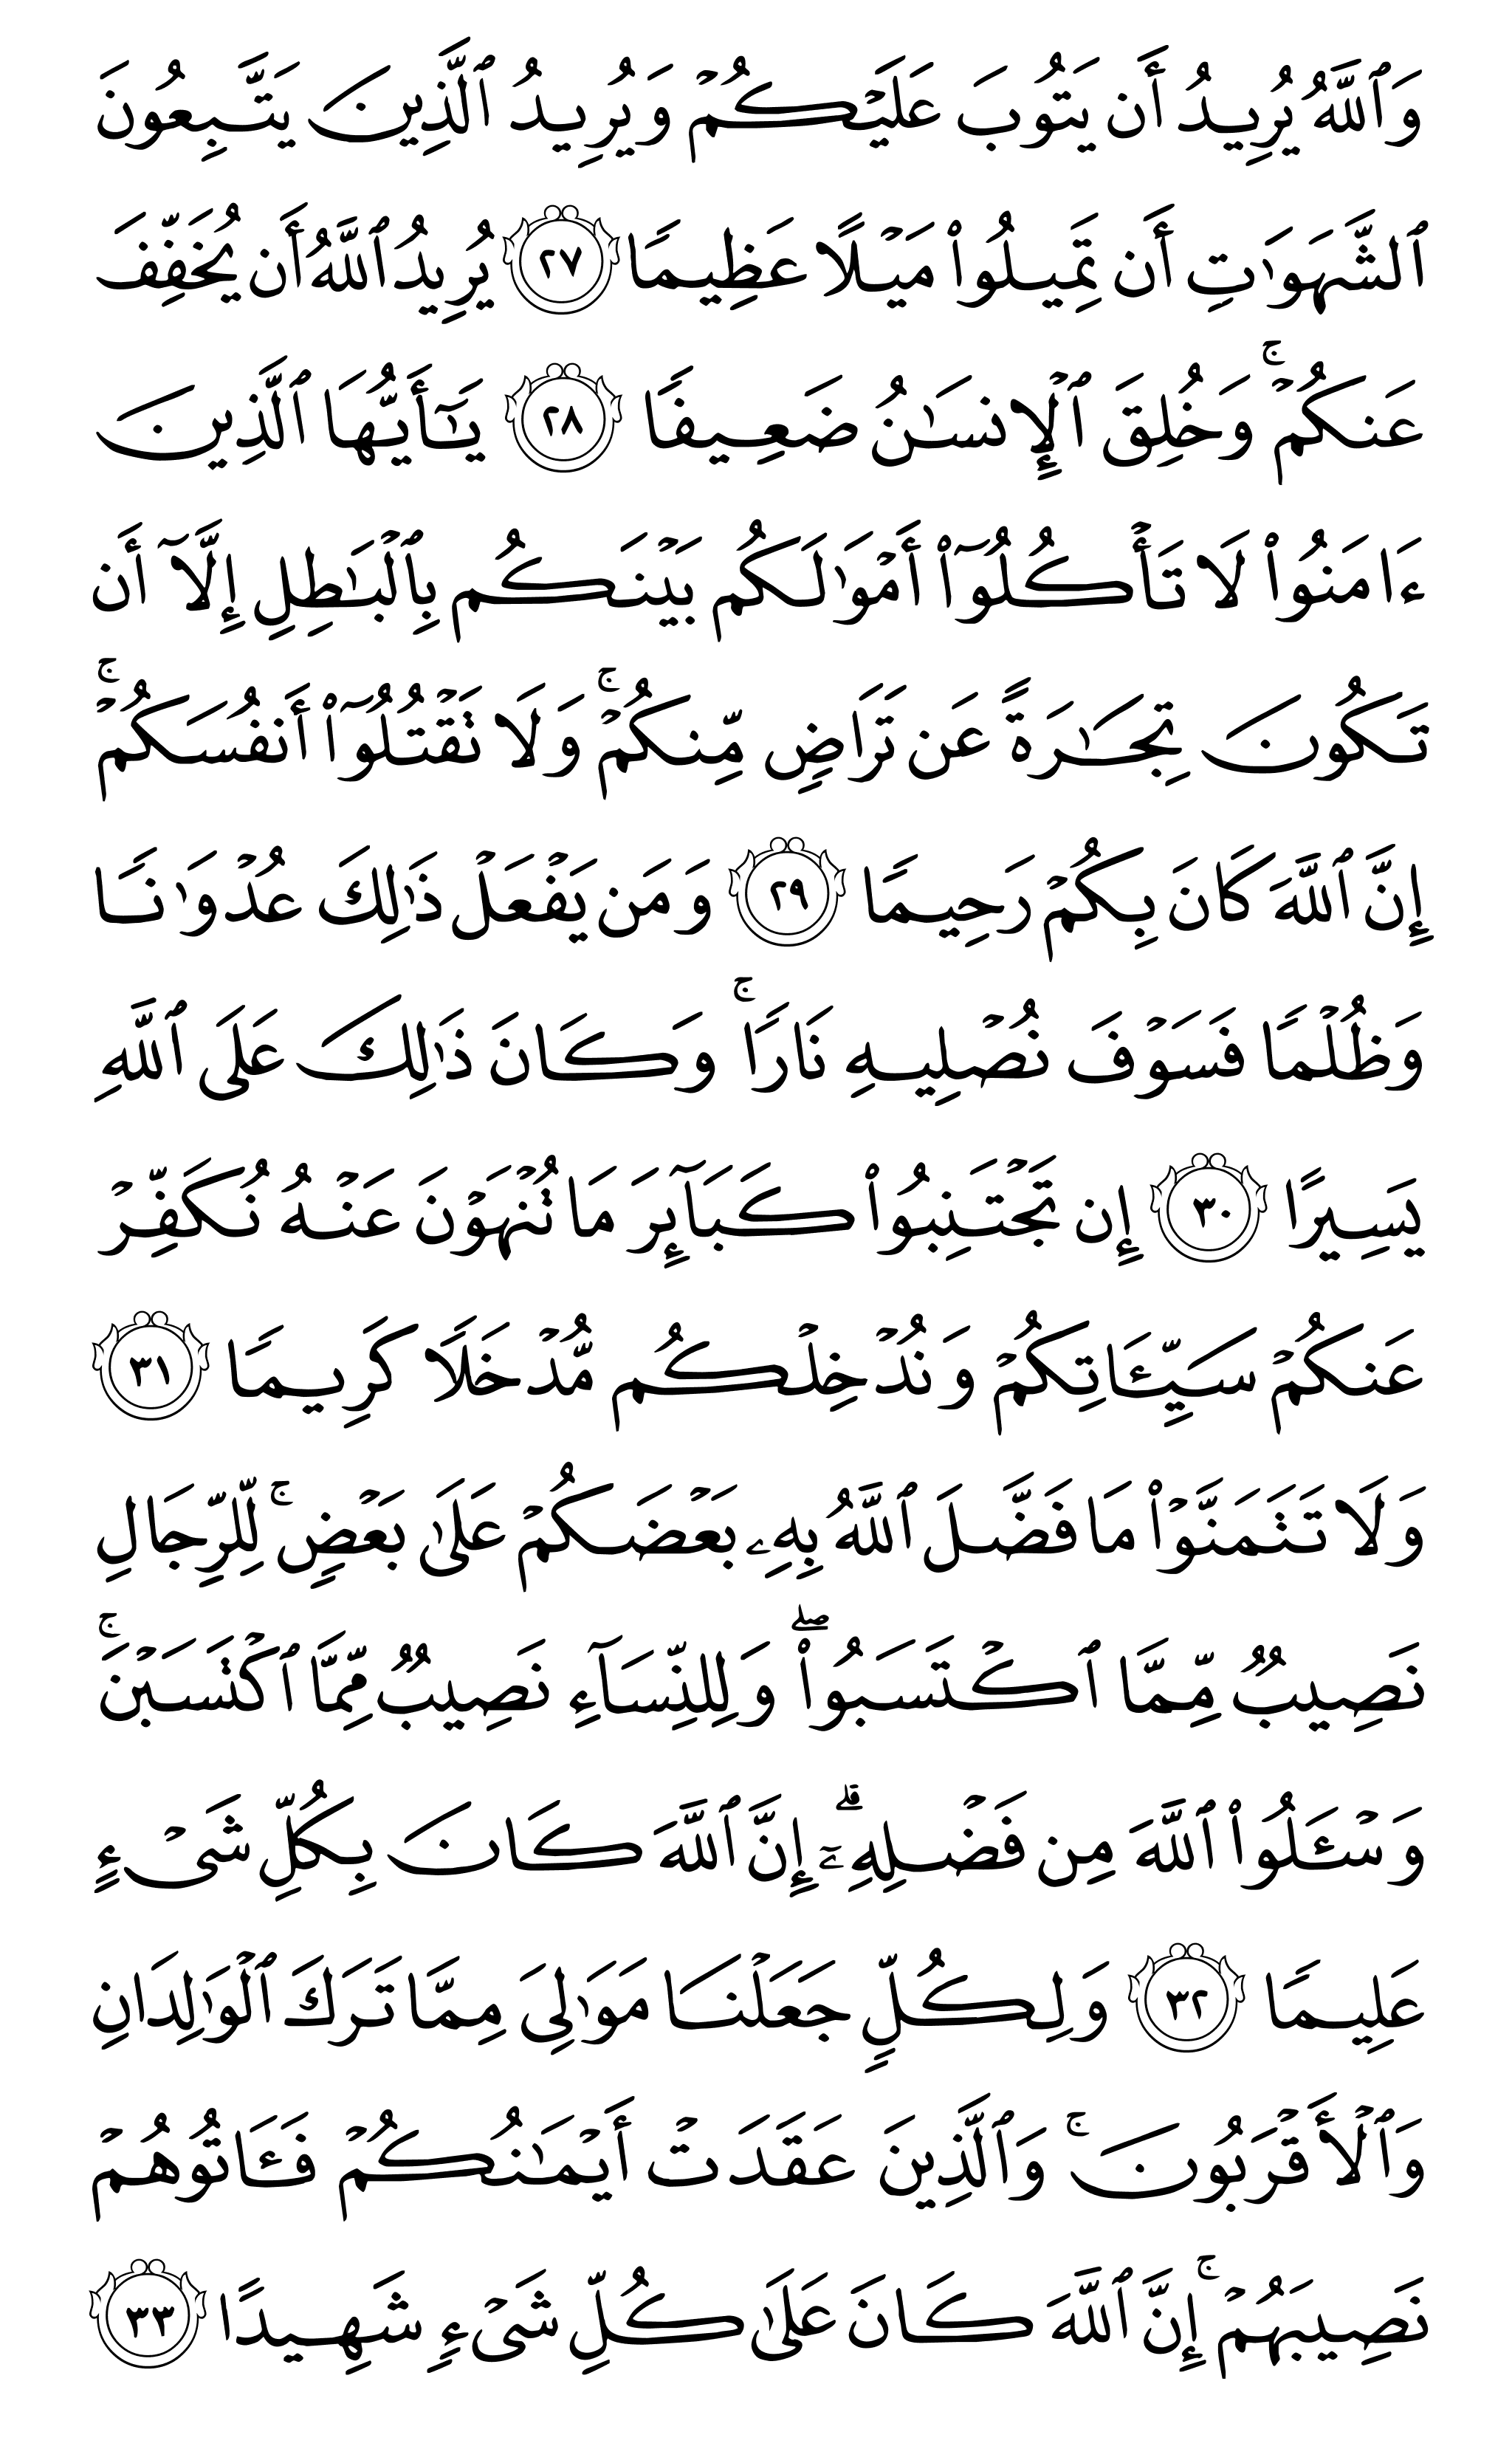 وَٱللَّهُ يُرِيدُ أَن يَتُوبَ عَلَيْكُمْ وَيُرِيدُ ٱلَّذِينَ يَتَّبِعُونَ
ٱلشَّهَوَٰتِ أَن تَمِيلُوا۟ مَيْلًا عَظِيمًا ٢٧ يُرِيدُ ٱللَّهُ أَن يُخَفِّفَ
عَنكُمْ ۚ وَخُلِقَ ٱلْإِنسَـٰنُ ضَعِيفًا ٢٨ يَـٰٓأَيُّهَا ٱلَّذِينَ
ءَامَنُوا۟ لَا تَأْكُلُوٓا۟ أَمْوَٰلَكُم بَيْنَكُم بِٱلْبَـٰطِلِ إِلَّآ أَن
تَكُونَ تِجَـٰرَةً عَن تَرَاضٍ مِّنكُمْ ۚ وَلَا تَقْتُلُوٓا۟ أَنفُسَكُمْ ۚ
إِنَّ ٱللَّهَ كَانَ بِكُمْ رَحِيمًا ٢٩ وَمَن يَفْعَلْ ذَٰلِكَ عُدْوَٰنًا
وَظُلْمًا فَسَوْفَ نُصْلِيهِ نَارًا ۚ وَكَانَ ذَٰلِكَ عَلَى ٱللَّهِ
يَسِيرًا ٣٠ إِن تَجْتَنِبُوا۟ كَبَآئِرَ مَا تُنْهَوْنَ عَنْهُ نُكَفِّرْ
عَنكُمْ سَيِّـَٔاتِكُمْ وَنُدْخِلْكُم مُّدْخَلًا كَرِيمًا ٣١
وَلَا تَتَمَنَّوْا۟ مَا فَضَّلَ ٱللَّهُ بِهِۦ بَعْضَكُمْ عَلَىٰ بَعْضٍ ۚ لِّلرِّجَالِ
نَصِيبٌ مِّمَّا ٱكْتَسَبُوا۟ ۖ وَلِلنِّسَآءِ نَصِيبٌ مِّمَّا ٱكْتَسَبْنَ ۚ
وَسْـَٔلُوا۟ ٱللَّهَ مِن فَضْلِهِۦٓ ۗ إِنَّ ٱللَّهَ كَانَ بِكُلِّ شَىْءٍ
عَلِيمًا ٣٢ وَلِكُلٍّ جَعَلْنَا مَوَٰلِىَ مِمَّا تَرَكَ ٱلْوَٰلِدَانِ
وَٱلْأَقْرَبُونَ ۚ وَٱلَّذِينَ عَقَدَتْ أَيْمَـٰنُكُمْ فَـَٔاتُوهُمْ
نَصِيبَهُمْ ۚ إِنَّ ٱللَّهَ كَانَ عَلَىٰ كُلِّ شَىْءٍ شَهِيدًا ٣٣